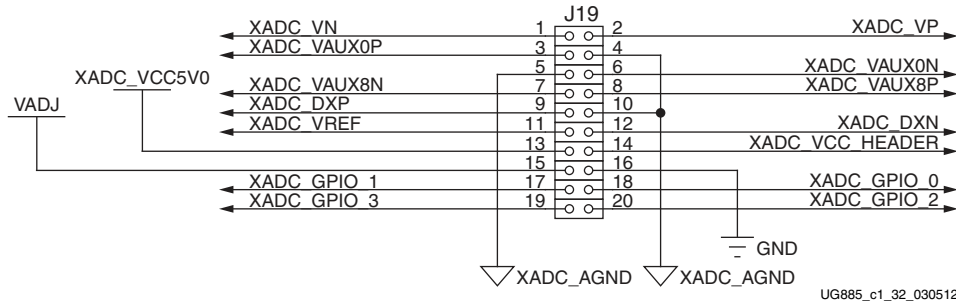 J19
XADC_VN 1 2 XADC_VP
XADC_VAUX0P 3 4
5 6 XADC_VAUX0N
XADC_VCC5V0
XADC_VAUX8N 7 8 XADC_VAUX8P
VADJ
XADC_DXP 9 10
XADC_VREF 11 12 XADC_DXN
13 14 XADC_VCC_HEADER
15 16
XADC_GPIO_1 17 18 XADC_GPIO_0
XADC_GPIO_3 19 20 XADC_GPIO_2
GND
XADC_AGND XADC_AGND
UG885_c1_32_030512